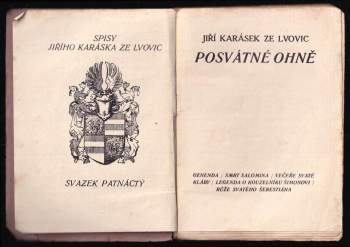 SPISY
JIŘÍHO KARÁSKA ZE LVOVIC
SVAZEK PATNÁCTÝ
JIŘÍ KARÁSEK ZE LVOVIC
POSVÁTNÉ OHNĚ
GENENDA / SMRT SALOMINA / VEČEŘE SVATÉ
KLÁRY / LEGENDA O KOUZELNÍKU ŠIMONOVI /
RŮŽE SVATÉHO ŠEBESTIÁNA